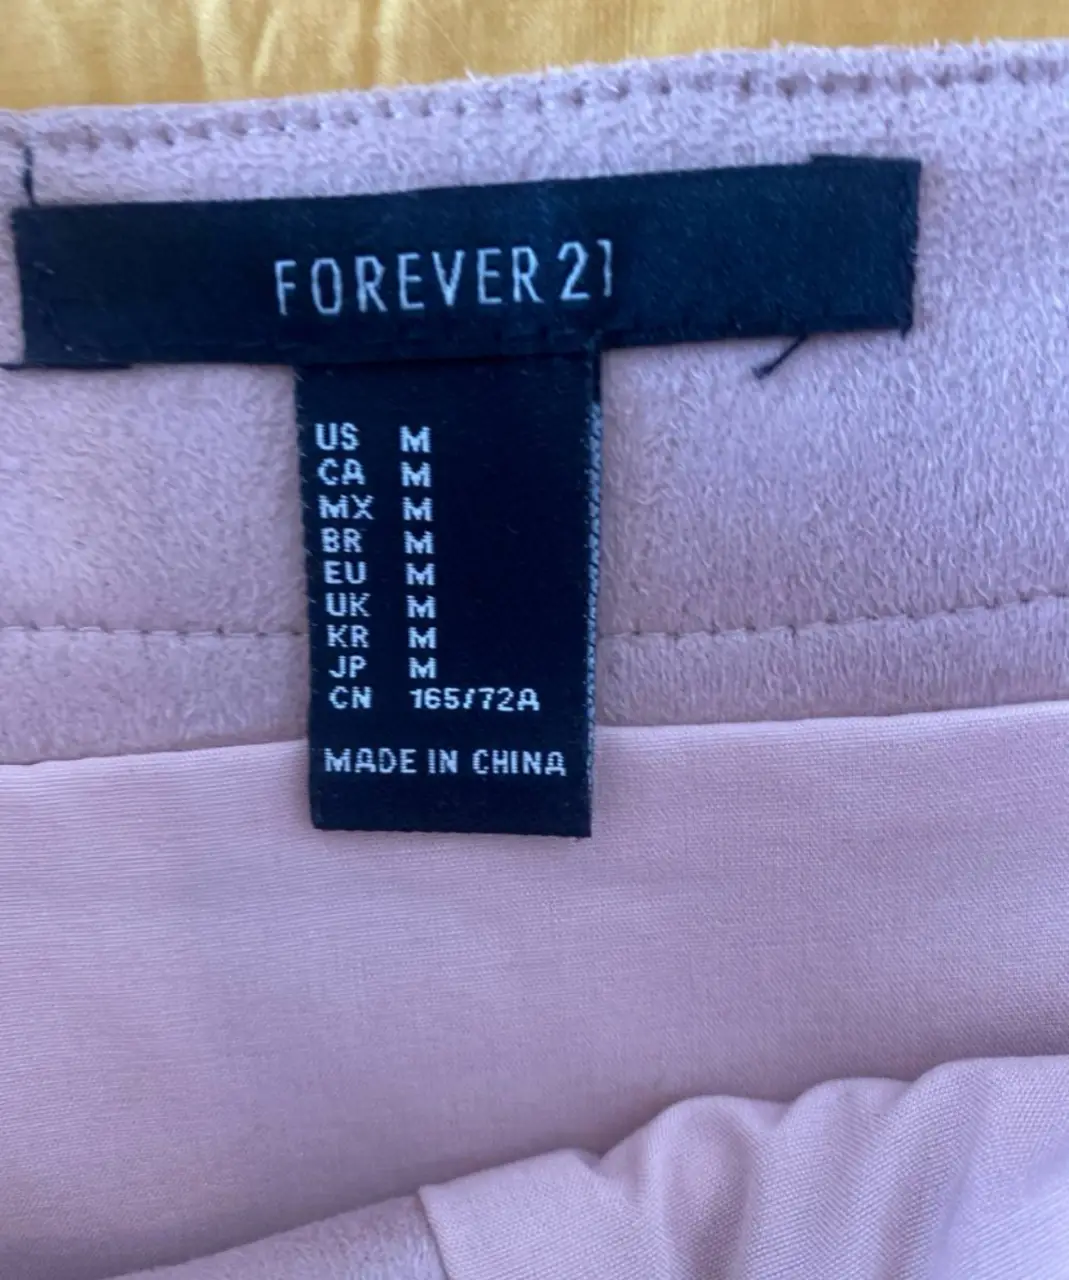 FOREVER 21
US M
CA M
MX M
BR M
EU M
UK M
KR M
JP M
CN 165/72A
MADE IN CHINA